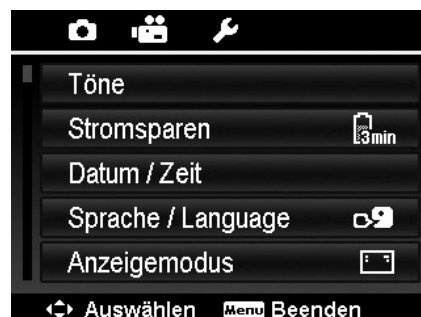 Töne
Stromsparen 3min
Datum / Zeit
Sprache / Language
Anzeigemodus
Auswählen Menu Beenden